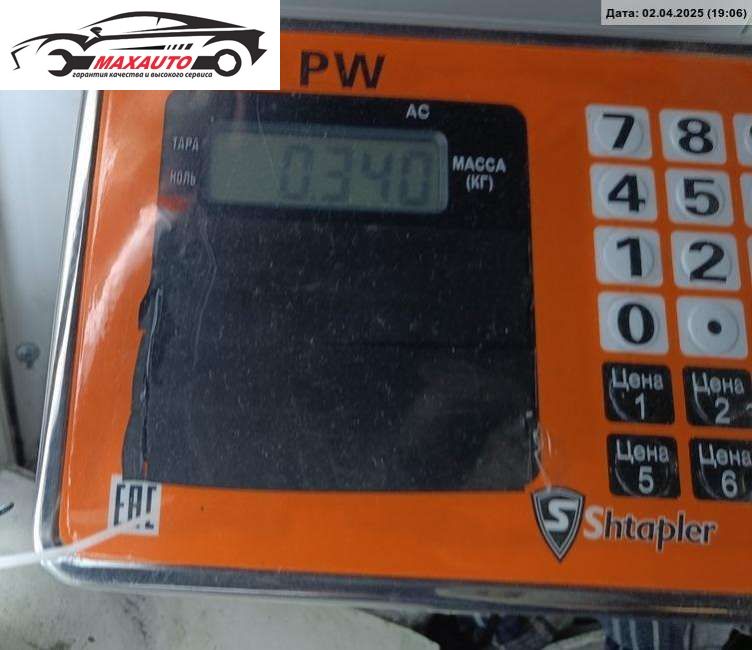 Дата: 02.04.2025 (19:06)
MAXAUTO
гарантия качества и высокого сервиса
PW
AC
ТАРА
НОЛЬ
0.340
МАССА
(КГ)
7 8
4 5
1 2
0 .
Цена
1
Цена
2
Цена
5
Цена
6
EAC
S
Shtapler